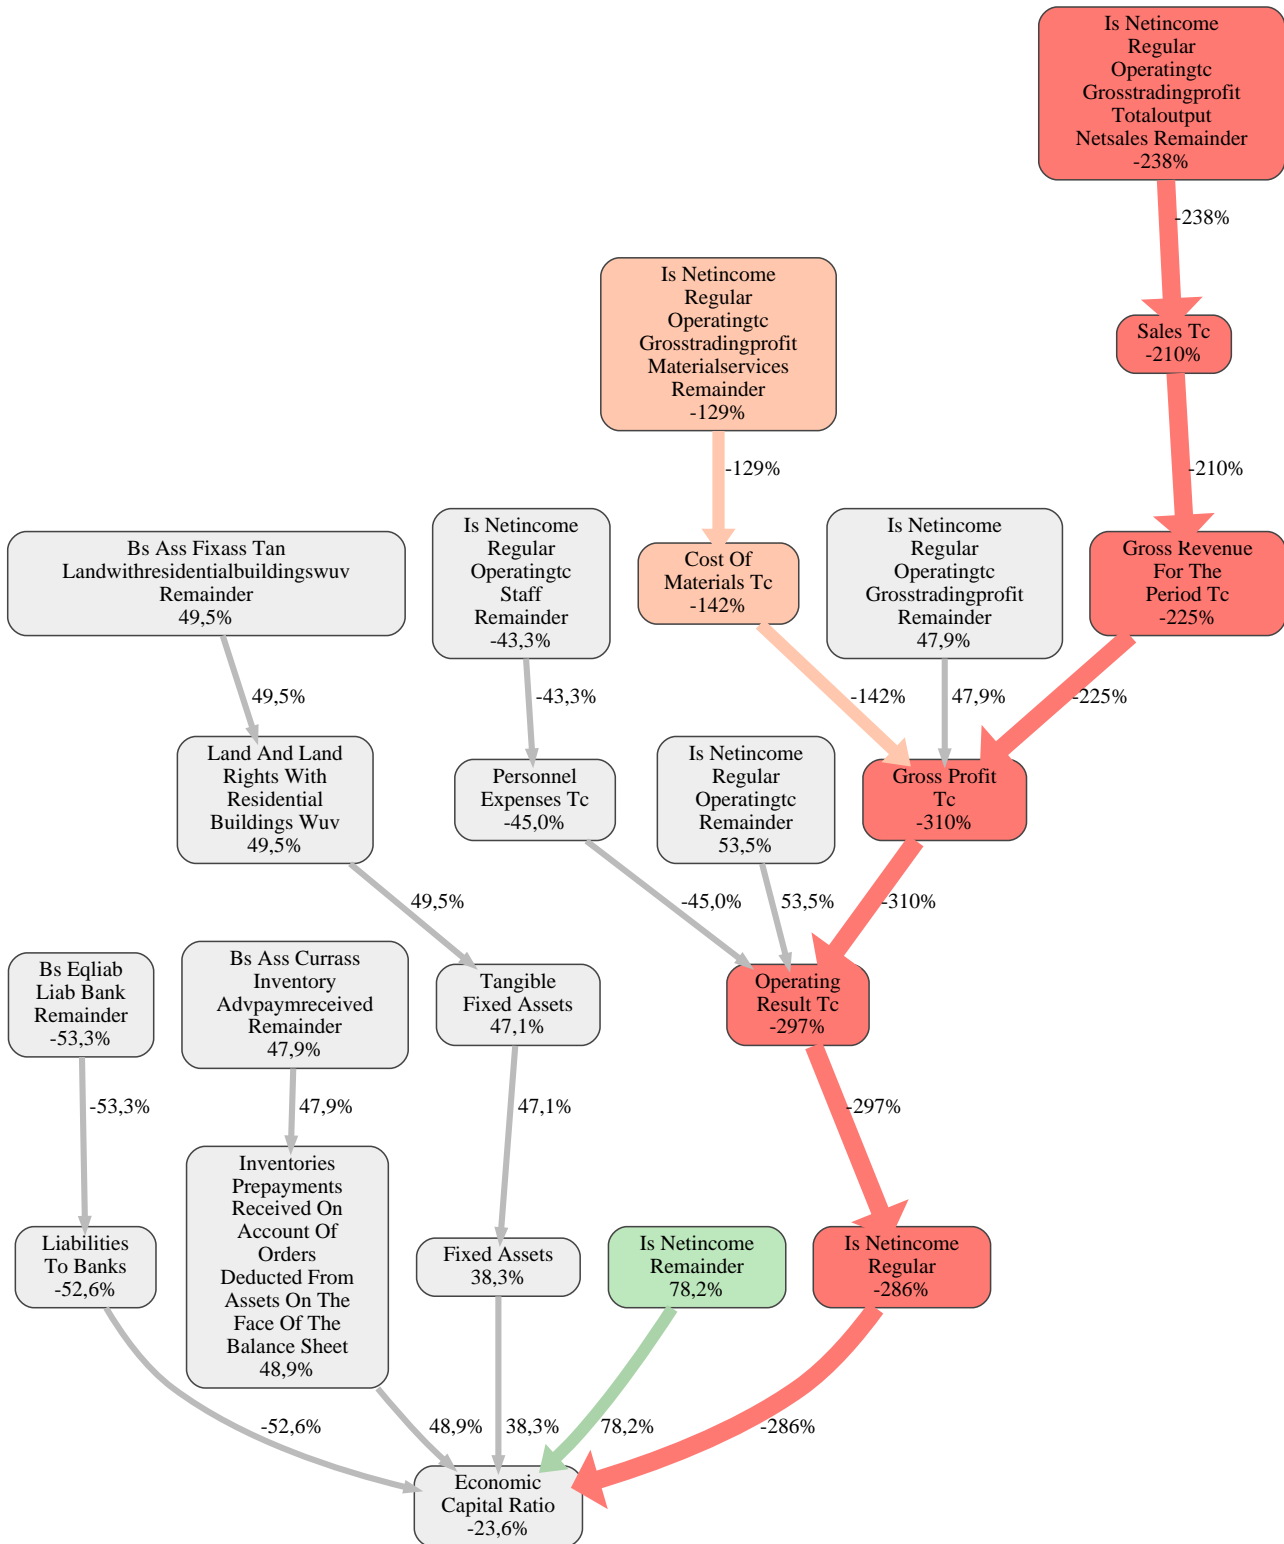 Is Netincome
Regular
Operatingtc
Grosstradingprofit
Totaloutput
Netsales Remainder
-238%
-238%
Is Netincome
Regular
Operatingtc
Grosstradingprofit
Materialservices
Remainder
-129%
Sales Tc
-210%
-129%
-210%
Bs Ass Fixass Tan
Landwithresidentialbuildingswuv
Remainder
49,5%
Is Netincome
Regular
Operatingtc
Staff
Remainder
-43,3%
Cost Of
Materials Tc
-142%
Is Netincome
Regular
Operatingtc
Grosstradingprofit
Remainder
47,9%
Gross Revenue
For The
Period Tc
-225%
49,5%
-43,3%
-142%
47,9%
-225%
Land And Land
Rights With
Residential
Buildings Wuv
49,5%
Personnel
Expenses Tc
-45,0%
Is Netincome
Regular
Operatingtc
Remainder
53,5%
Gross Profit
Tc
-310%
49,5%
-45,0%
53,5%
-310%
Bs Eqliab
Liab Bank
Remainder
-53,3%
Bs Ass Currass
Inventory
Advpaymreceived
Remainder
47,9%
Tangible
Fixed Assets
47,1%
Operating
Result Tc
-297%
-53,3%
47,9%
47,1%
-297%
Liabilities
To Banks
-52,6%
Inventories
Prepayments
Received On
Account Of
Orders
Deducted From
Assets On The
Face Of The
Balance Sheet
48,9%
Fixed Assets
38,3%
Is Netincome
Remainder
78,2%
Is Netincome
Regular
-286%
-52,6%
48,9%
38,3%
78,2%
-286%
Economic
Capital Ratio
-23,6%